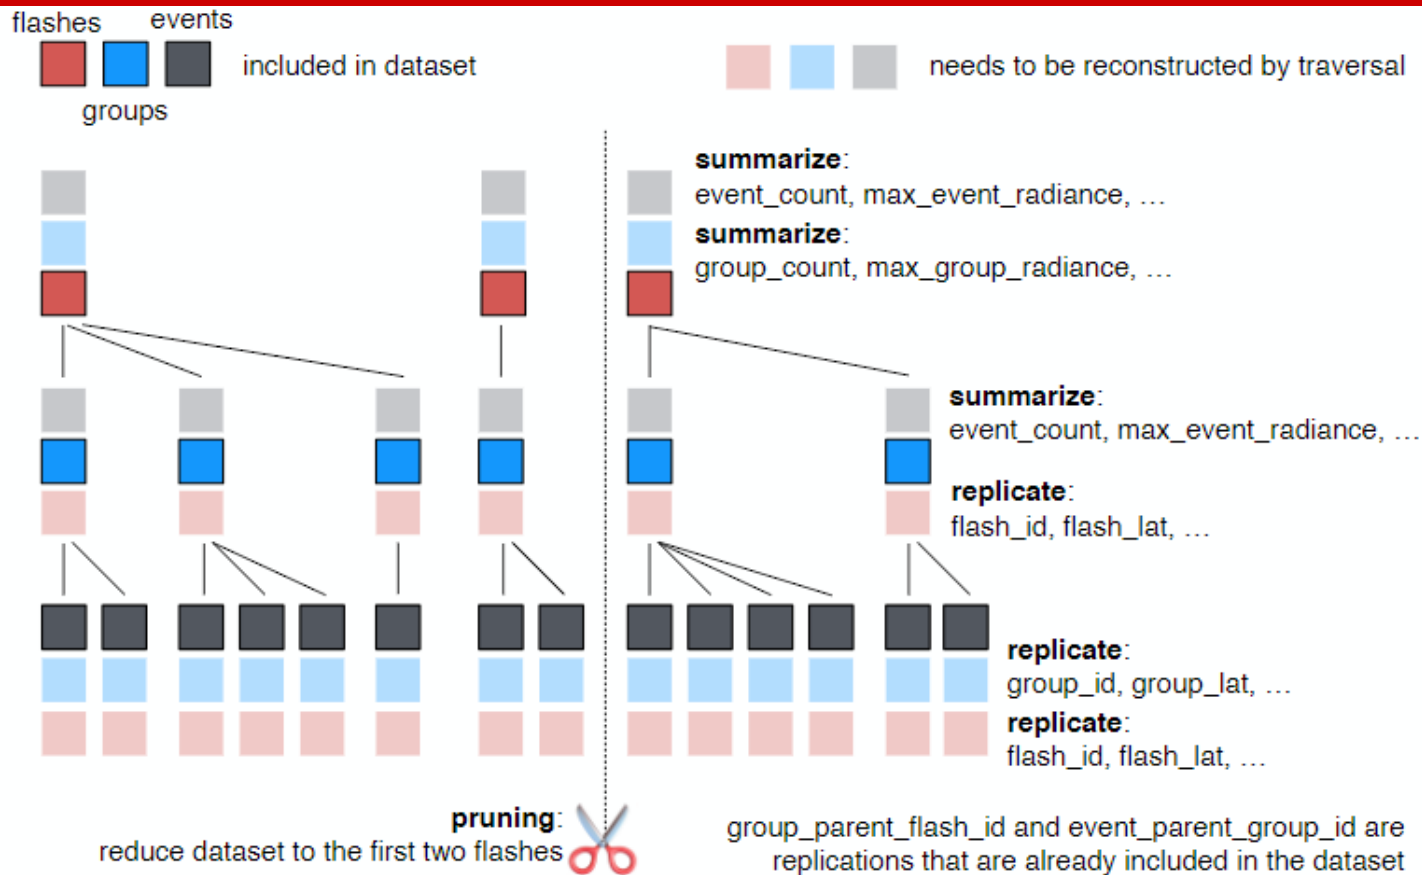 flashes
events
included in dataset
needs to be reconstructed by traversal
groups
summarize:
event_count, max_event_radiance, …
summarize:
group_count, max_group_radiance, …
summarize:
event_count, max_event_radiance, …
replicate:
flash_id, flash_lat, …
replicate:
group_id, group_lat, …
replicate:
flash_id, flash_lat, …
pruning:
reduce dataset to the first two flashes
group_parent_flash_id and event_parent_group_id are
replications that are already included in the dataset